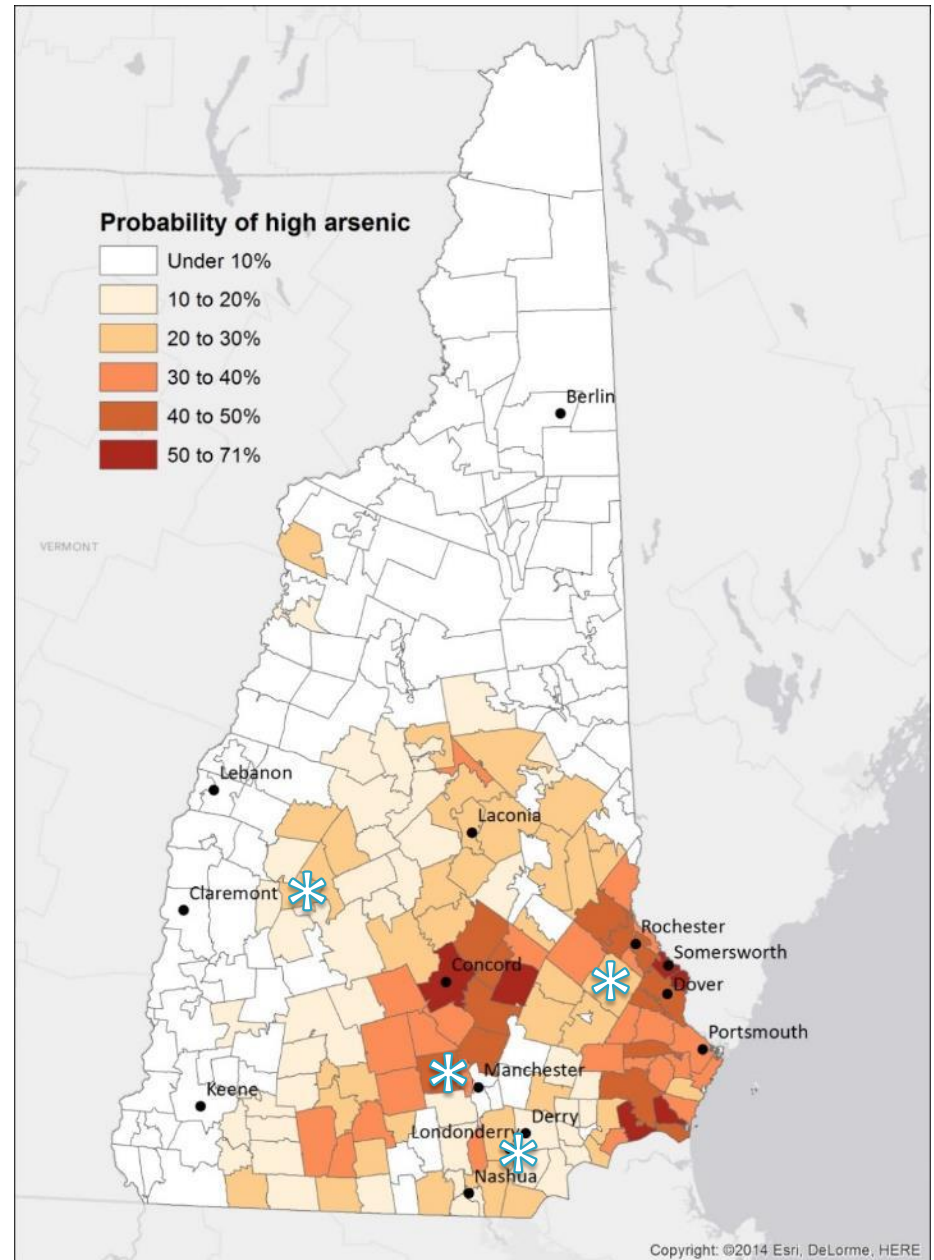 Probability of high arsenic
Under 10%
10 to 20%
20 to 30%
30 to 40%
40 to 50%
50 to 71%
Berlin
VERMONT
Lebanon
Laconia
Claremont
Rochester
Somersworth
Concord
Dover
Portsmouth
Manchester
Keene
Derry
Londonderry
Nashua
Copyright: ©2014 Esri, DeLorme, HERE